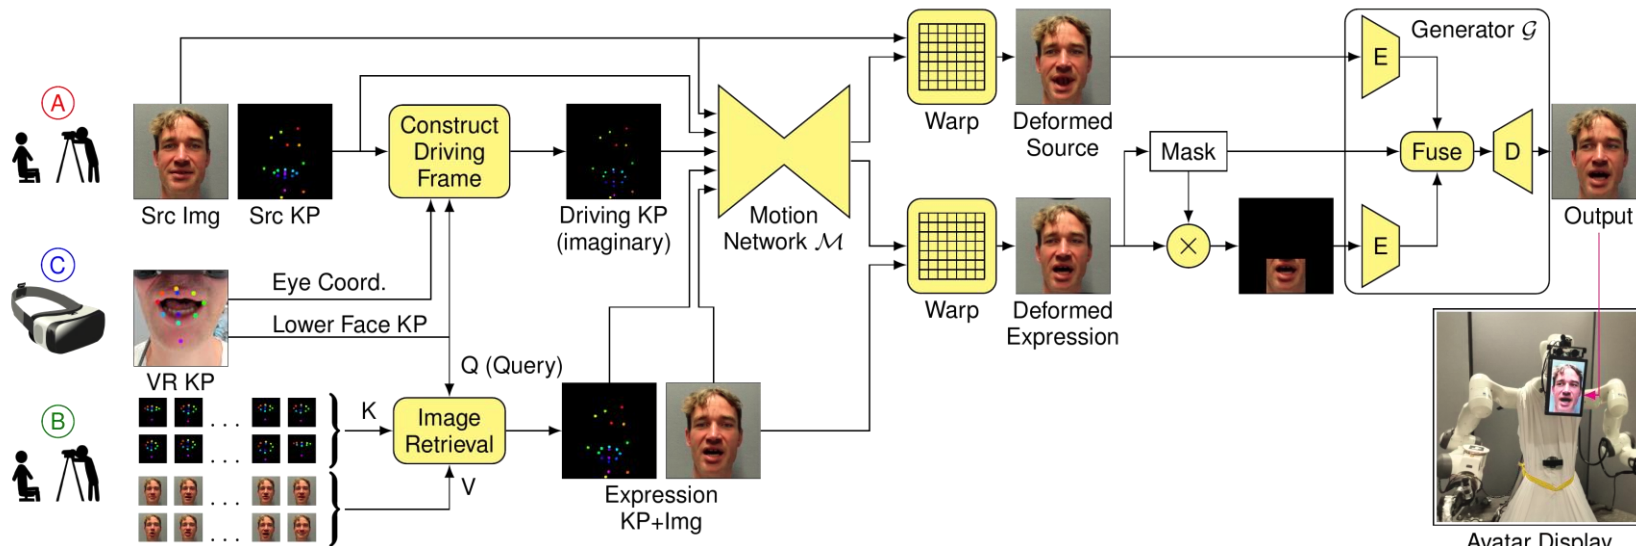 A
Src Img
Src KP
Construct
Driving
Frame
Driving KP
(imaginary)
Motion
Network ℳ
Warp
Deformed
Source
Generator 𝒢
E
Mask
Fuse
D
Output
C
Eye Coord.
Lower Face KP
VR KP
Q (Query)
Warp
Deformed
Expression
×
E
B
K
Image
Retrieval
V
. . .
. . .
. . .
. . .
Expression
KP+Img
Avatar Display